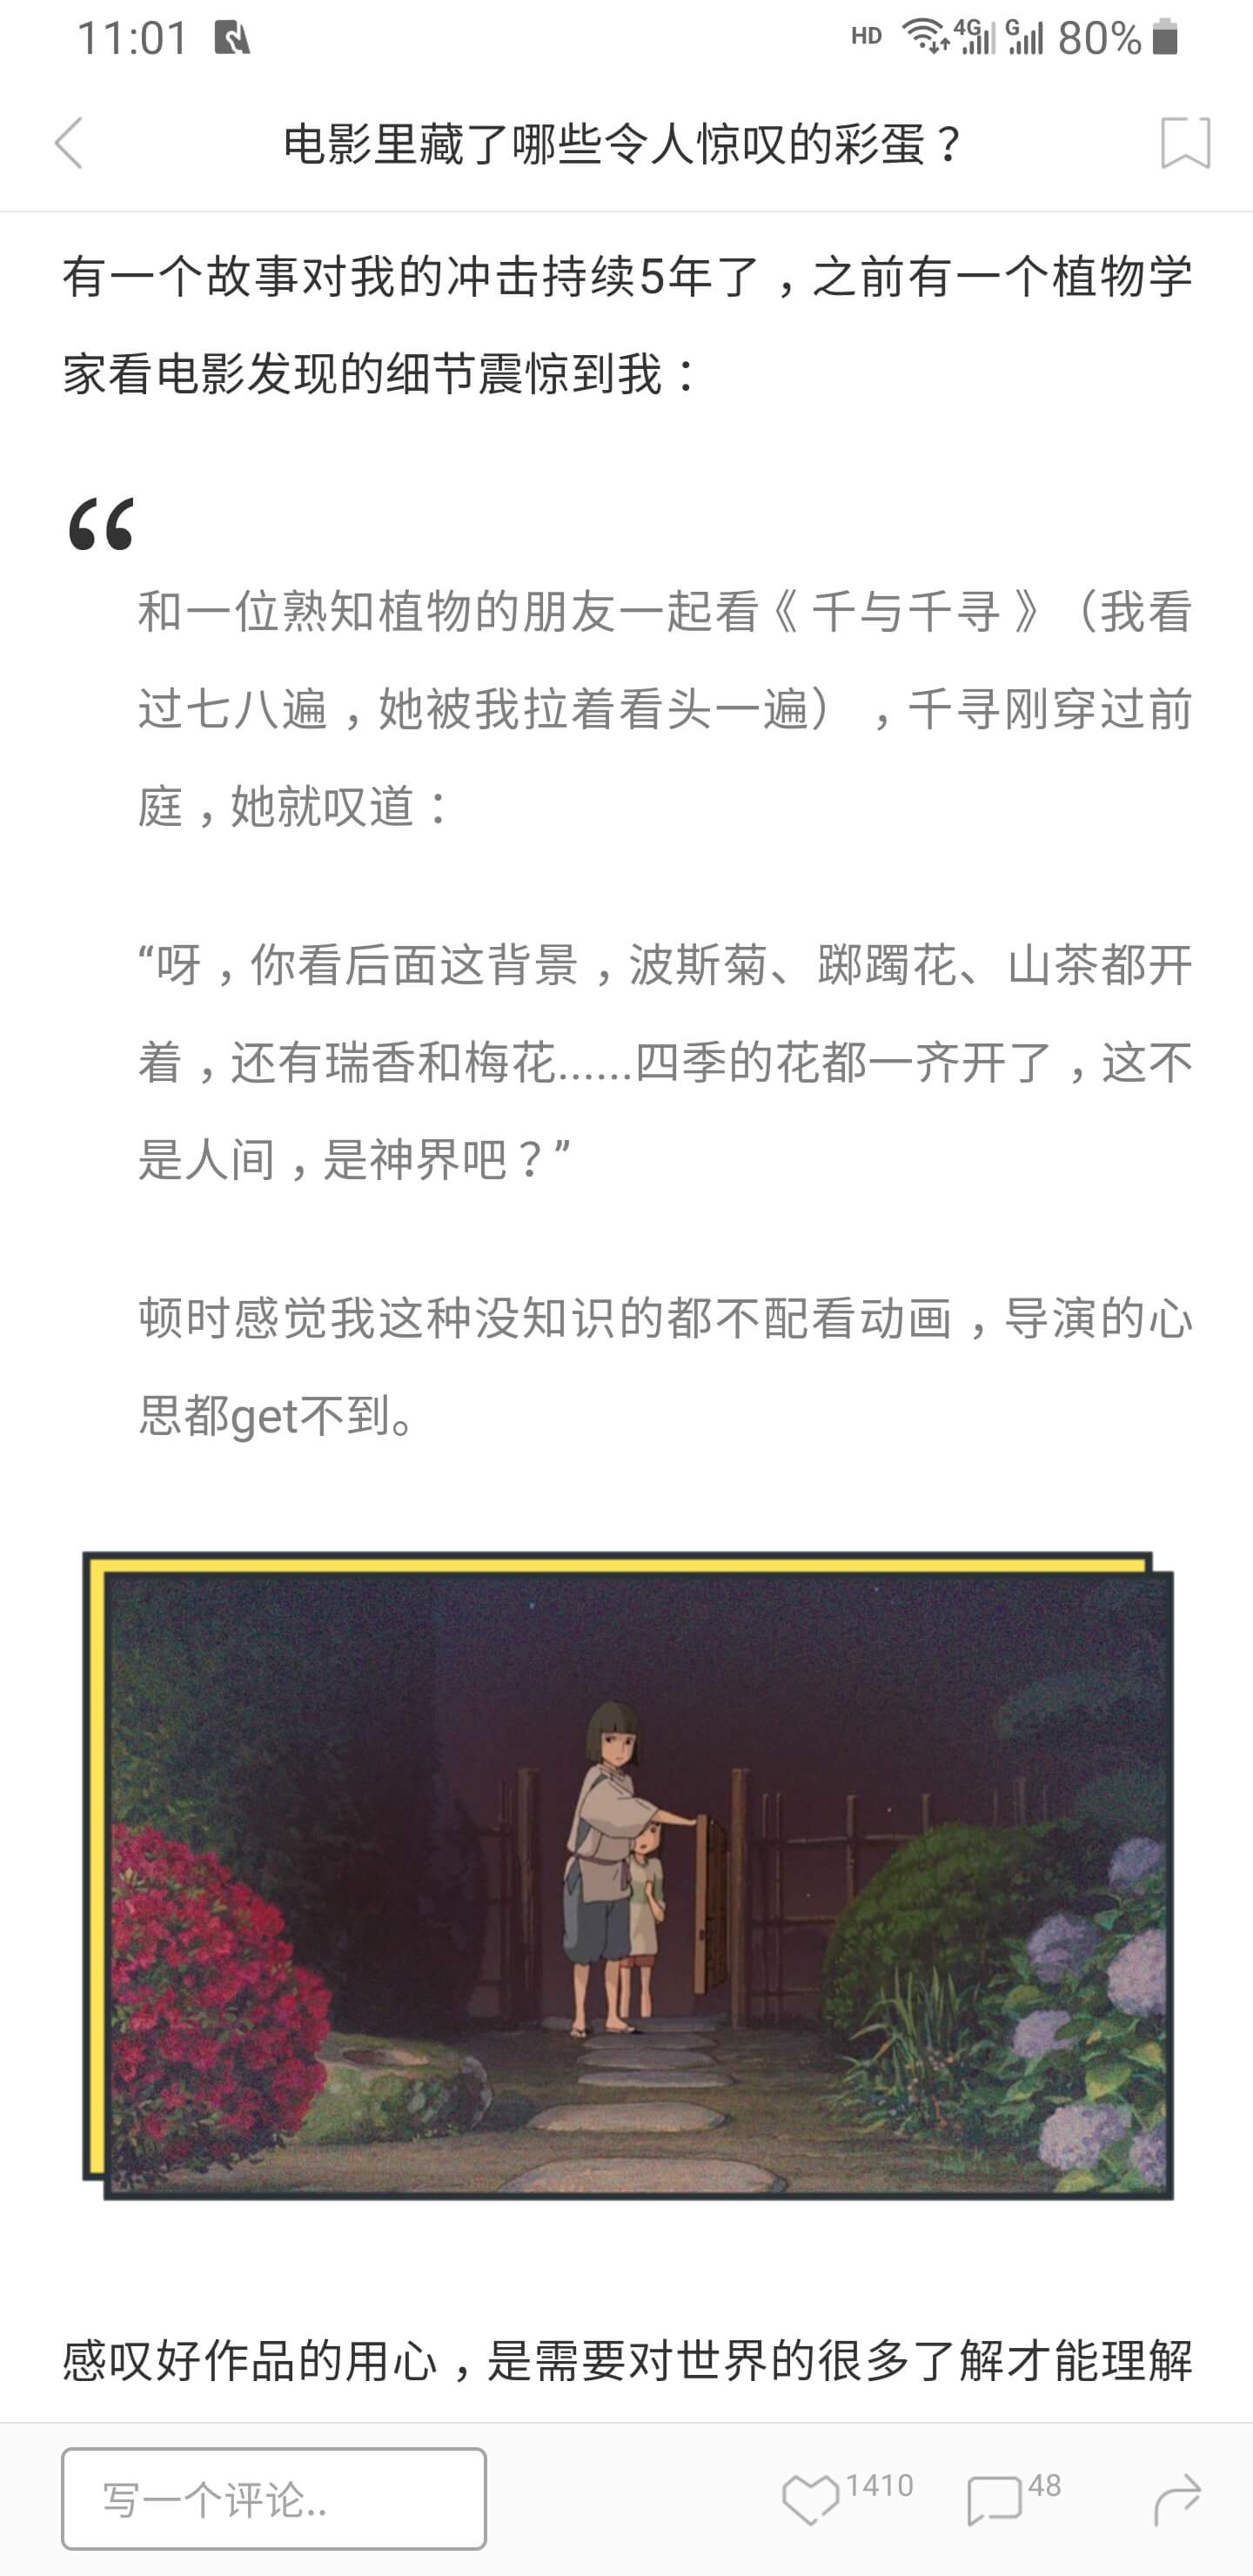 11:01
HD 4G G 80%
电影里藏了哪些令人惊叹的彩蛋？
有一个故事对我的冲击持续5年了，之前有一个植物学
家看电影发现的细节震惊到我：
“
和一位熟知植物的朋友一起看《 千与千寻 》（我看
过七八遍，她被我拉着看头一遍），千寻刚穿过前
庭，她就叹道：
“呀，你看后面这背景，波斯菊、踯躅花、山茶都开
着，还有瑞香和梅花......四季的花都一齐开了，这不
是人间，是神界吧？”
顿时感觉我这种没知识的都不配看动画，导演的心
思都get不到。
感叹好作品的用心，是需要对世界的很多了解才能理解
写一个评论..
1410
48